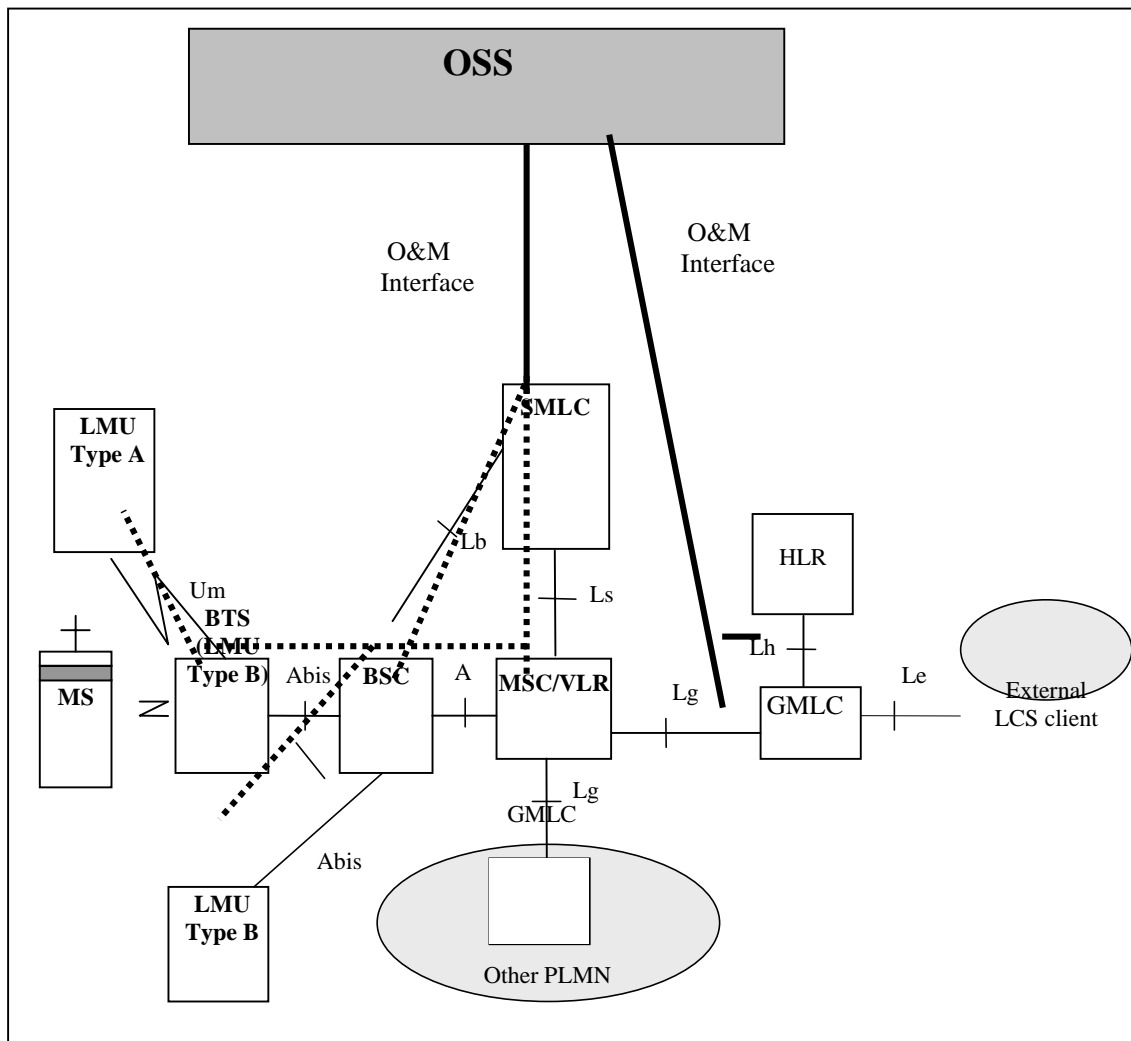 OSS
O&M
Interface
O&M
Interface
SMLC
LMU
Type A
Lb
HLR
Um
Ls
BTS
(LMU
Type B)
Lh
Abis
BSC
A
MSC/VLR
Lg
GMLC
Le
External
LCS client
MS
Lg
GMLC
Abis
LMU
Type B
Other PLMN